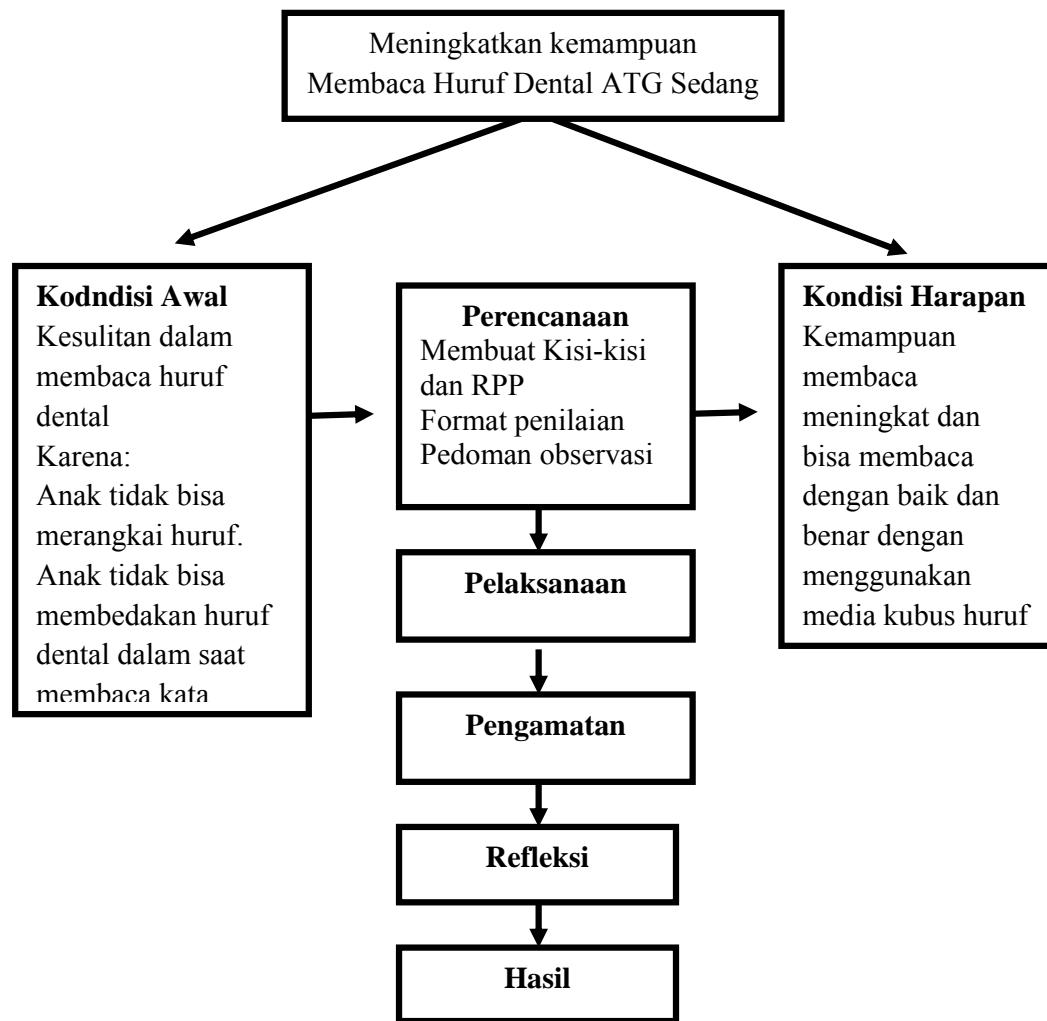 Meningkatkan kemampuan
Membaca Huruf Dental ATG Sedang
Kodndisi Awal
Kesulitan dalam
membaca huruf
dental
Karena:
Anak tidak bisa
merangkai huruf.
Anak tidak bisa
membedakan huruf
dental dalam saat
membaca kata
Perencanaan
Membuat Kisi-kisi
dan RPP
Format penilaian
Pedoman observasi
Kondisi Harapan
Kemampuan
membaca
meningkat dan
bisa membaca
dengan baik dan
benar dengan
menggunakan
media kubus huruf
Pelaksanaan
Pengamatan
Refleksi
Hasil